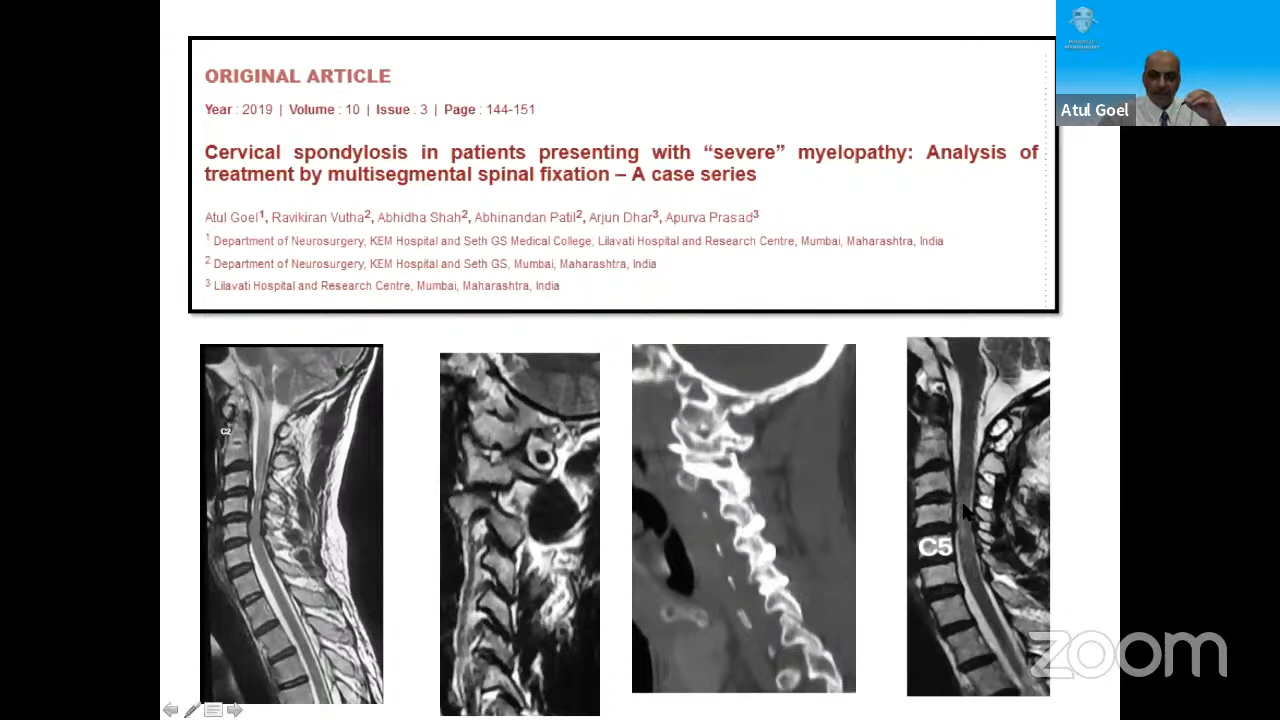 ORIGINAL ARTICLE
Year : 2019 | Volume : 10 | Issue : 3 | Page : 144-151
Cervical spondylosis in patients presenting with “severe” myelopathy: Analysis of
treatment by multisegmental spinal fixation – A case series
Atul Goel1, Ravikiran Vutha2, Abhidha Shah2, Abhinandan Patil2, Arjun Dhar3, Apurva Prasad3
1 Department of Neurosurgery, KEM Hospital and Seth GS Medical College; Lilavati Hospital and Research Centre, Mumbai, Maharashtra, India
2 Department of Neurosurgery, KEM Hospital and Seth GS, Mumbai, Maharashtra, India
3 Lilavati Hospital and Research Centre, Mumbai, Maharashtra, India
Atul Goel
C2
C5
zoom